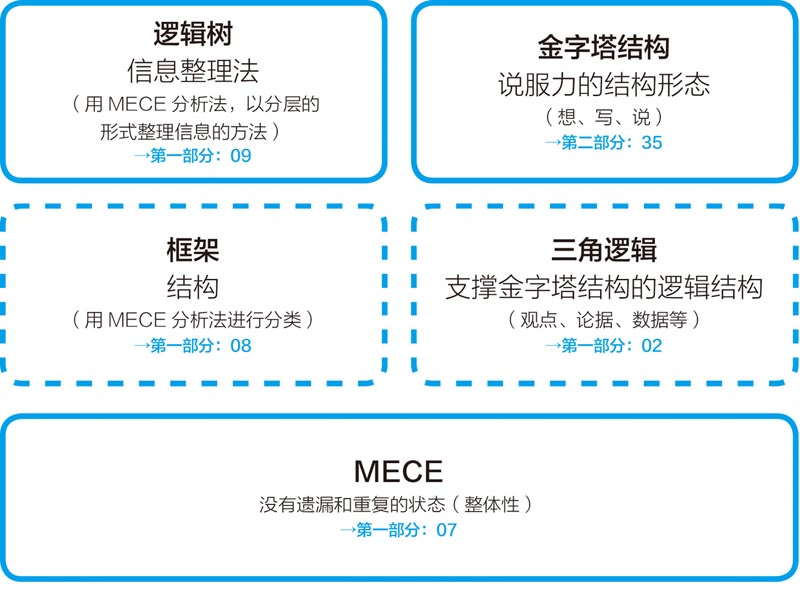 逻辑树
信息整理法
（用 MECE 分析法，以分层的
形式整理信息的方法）
→第一部分：09
金字塔结构
说服力的结构形态
（想、写、说）
→第二部分：35
框架
结构
（用 MECE 分析法进行分类）
→第一部分：08
三角逻辑
支撑金字塔结构的逻辑结构
（观点、论据、数据等）
→第一部分：02
MECE
没有遗漏和重复的状态（整体性）
→第一部分：07